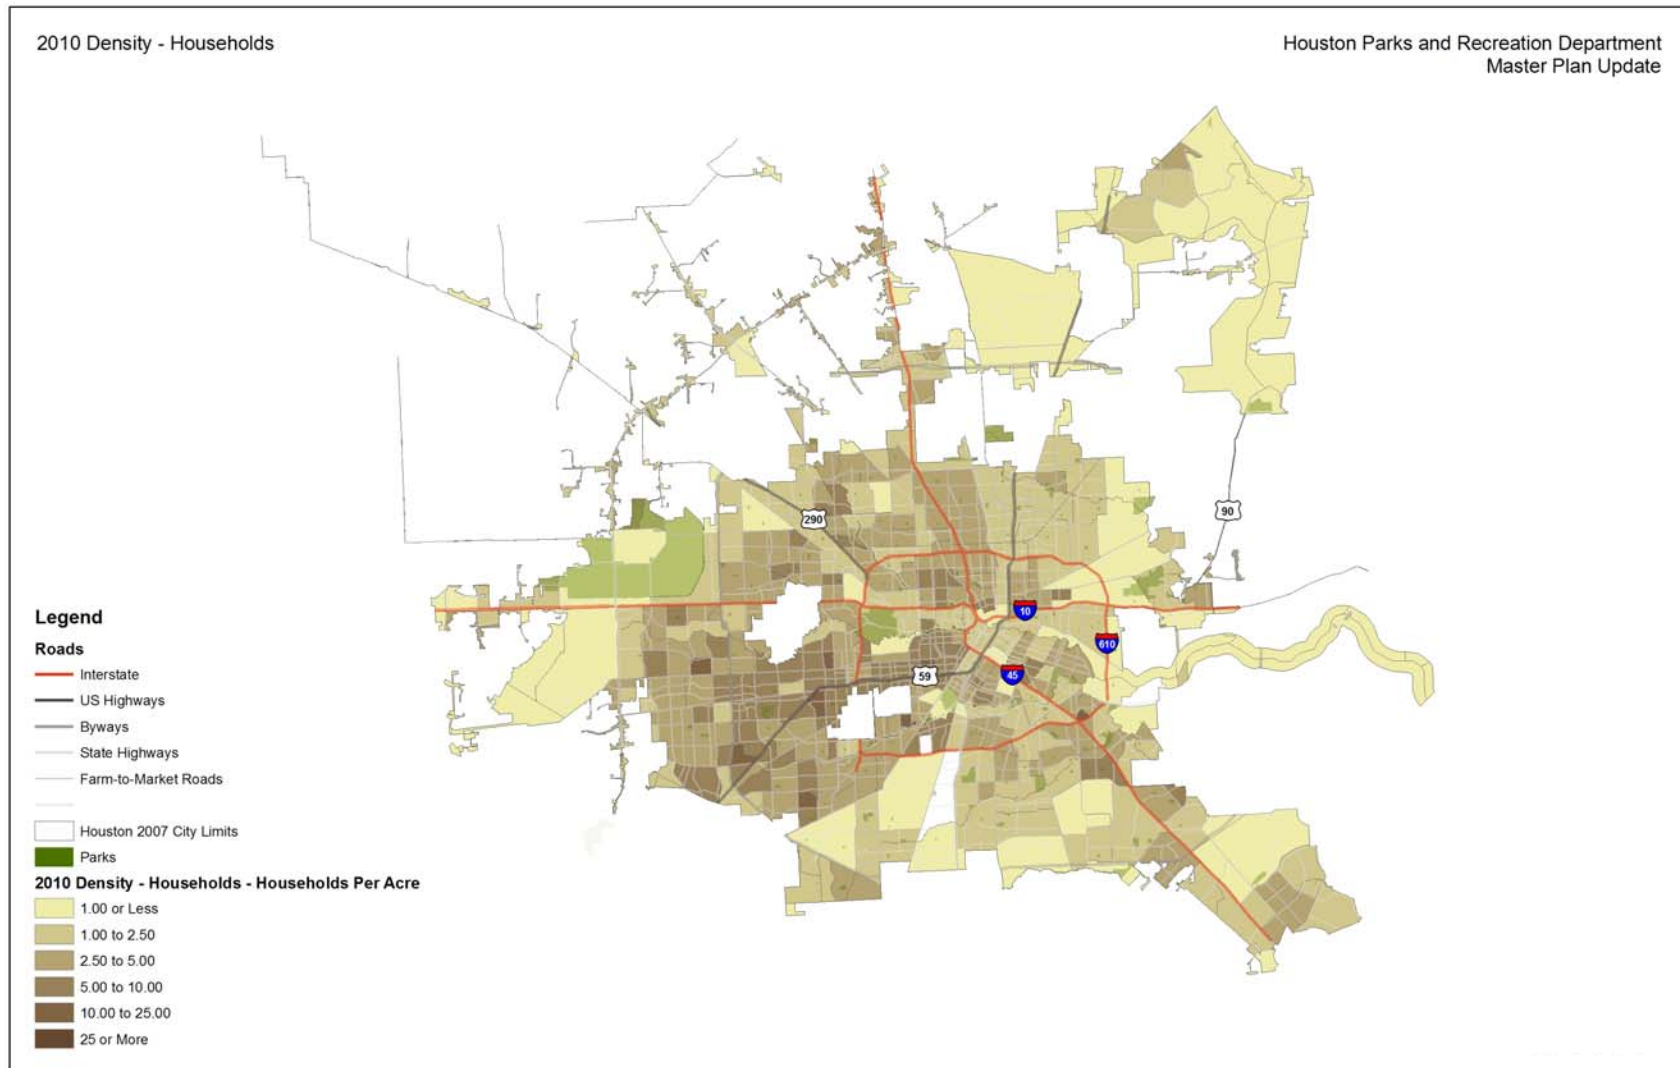 2010 Density - Households
Houston Parks and Recreation Department
Master Plan Update
290
90
10
610
59
45
Legend
Roads
Interstate
US Highways
Byways
State Highways
Farm-to-Market Roads
Houston 2007 City Limits
Parks
2010 Density - Households - Households Per Acre
1.00 or Less
1.00 to 2.50
2.50 to 5.00
5.00 to 10.00
10.00 to 25.00
25 or More